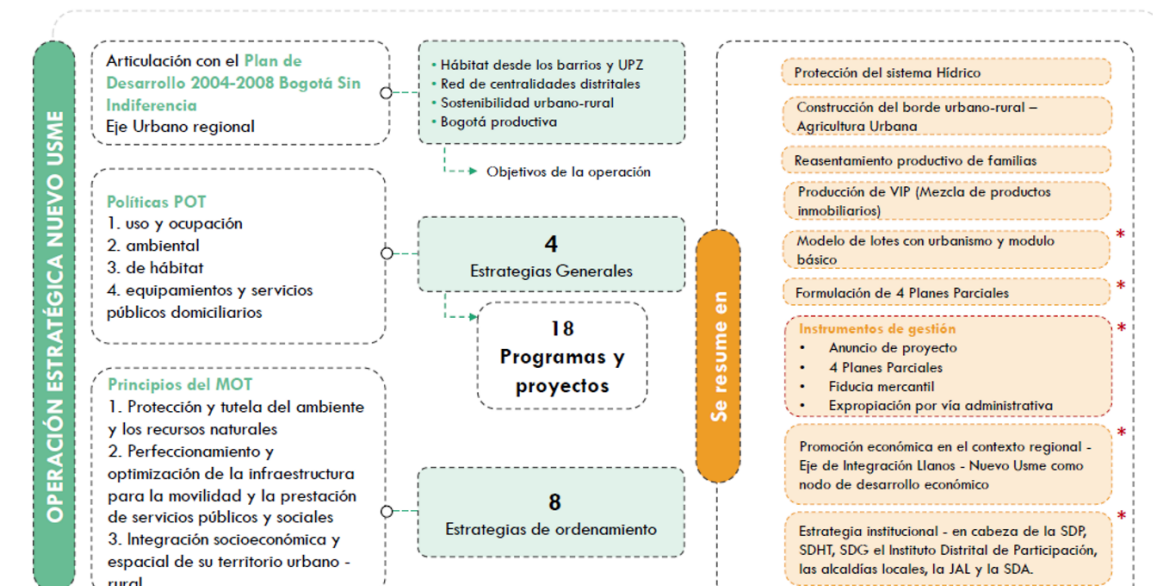 OPERACIÓN ESTRATÉGICA NUEVO USME
Articulación con el Plan de
Desarrollo 2004-2008 Bogotá Sin
Indiferencia
Eje Urbano regional
• Hábitat desde los barrios y UPZ
• Red de centralidades distritales
• Sostenibilidad urbano-rural
• Bogotá productiva
Objetivos de la operación
Políticas POT
1. uso y ocupación
2. ambiental
3. de hábitat
4. equipamientos y servicios
públicos domiciliarios
4
Estrategias Generales
18
Programas y
proyectos
Principios del MOT
1. Protección y tutela del ambiente
y los recursos naturales
2. Perfeccionamiento y
optimización de la infraestructura
para la movilidad y la prestación
de servicios públicos y sociales
3. Integración socioeconómica y
espacial de su territorio urbano -
rural
8
Estrategias de ordenamiento
Se resume en
Protección del sistema Hídrico
Construcción del borde urbano-rural –
Agricultura Urbana
Reasentamiento productivo de familias
Producción de VIP (Mezcla de productos
inmobiliarios)
Modelo de lotes con urbanismo y modulo
básico
*
Formulación de 4 Planes Parciales
*
Instrumentos de gestión
*
• Anuncio de proyecto
• 4 Planes Parciales
• Fiducia mercantil
• Expropiación por vía administrativa
Promoción económica en el contexto regional -
Eje de Integración Llanos - Nuevo Usme como
nodo de desarrollo económico
*
Estrategia institucional - en cabeza de la SDP,
SDHT, SDG el Instituto Distrital de Participación,
las alcaldías locales, la JAL y la SDA.
*